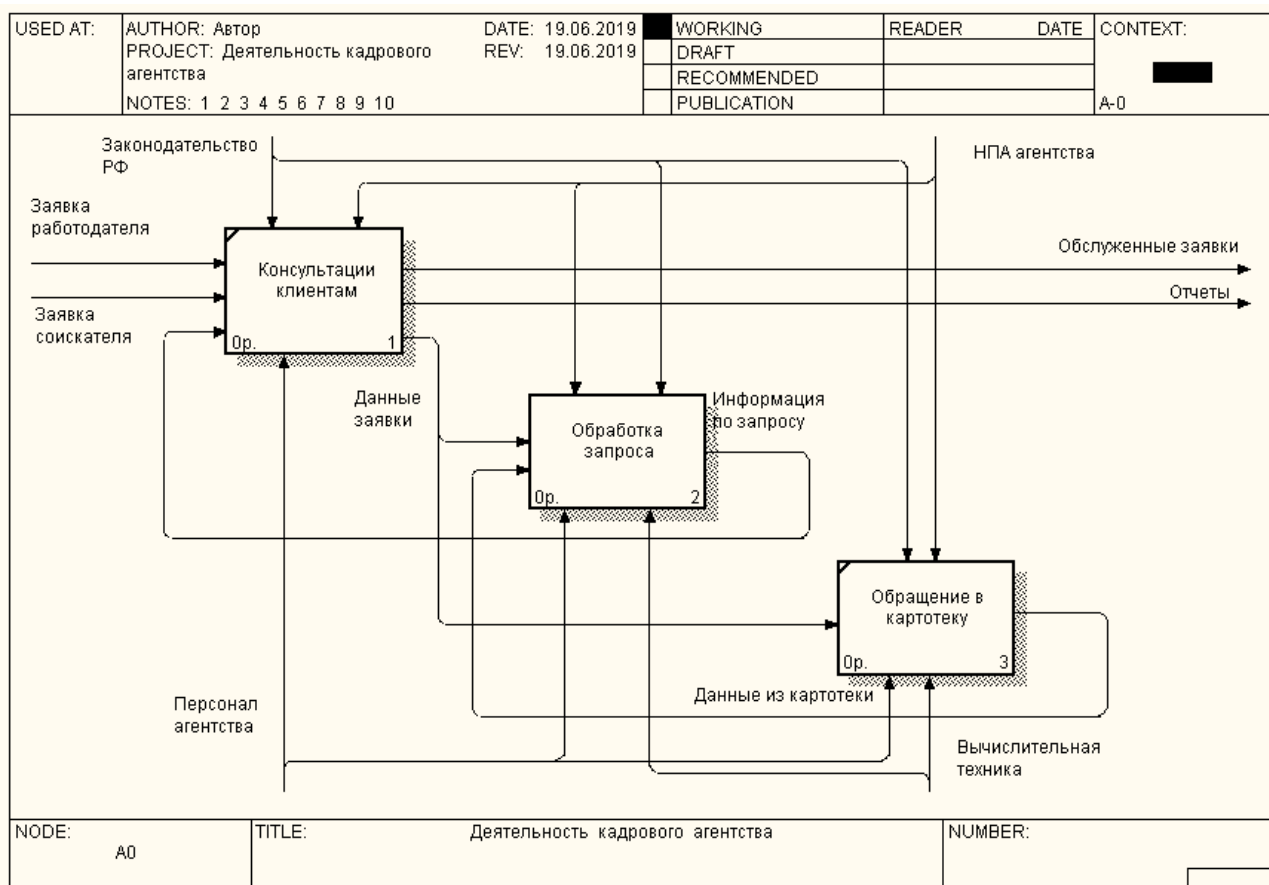 USED AT:
AUTHOR: Автор
DATE: 19.06.2019
PROJECT: Деятельность кадрового
агентства
REV: 19.06.2019
NOTES: 1 2 3 4 5 6 7 8 9 10
WORKING
DRAFT
RECOMMENDED
PUBLICATION
READER
DATE
CONTEXT:
A-0
Законодательство
РФ
НПА агентства
Заявка
работодателя
Консультации
клиентам
0р.
1
Обслуженные заявки
Отчеты
Заявка
соискателя
Данные
заявки
Информация
по запросу
Обработка
запроса
0р.
2
Обращение в
картотеку
0р.
3
Данные из картотеки
Персонал
агентства
Вычислительная
техника
NODE:
A0
TITLE:
Деятельность кадрового агентства
NUMBER: